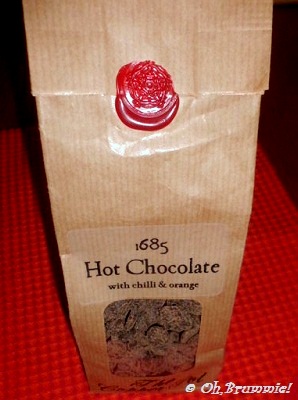 1685
Hot Chocolate
with chilli & orange
© Oh, Brummie!